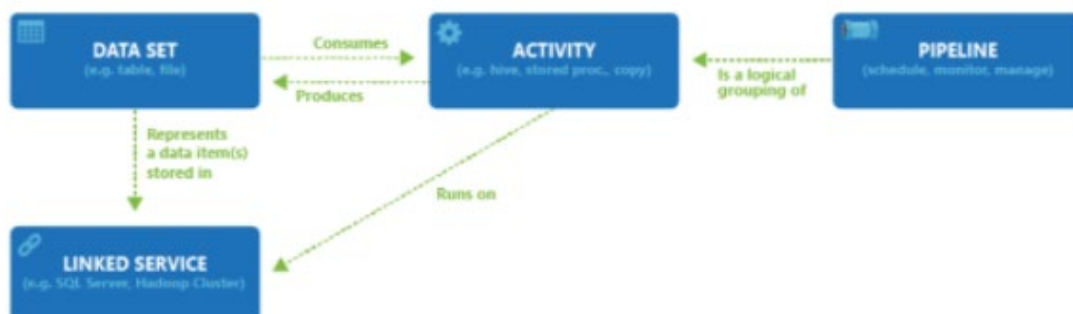 DATA SET
(e.g. table, file)
Consumes
Produces
ACTIVITY
(e.g. hive, stored proc., copy)
Is a logical
grouping of
PIPELINE
(schedule, monitor, manage)
Represents
a data item(s)
stored in
Runs on
LINKED SERVICE
(e.g. SQL Server, Hadoop Cluster)